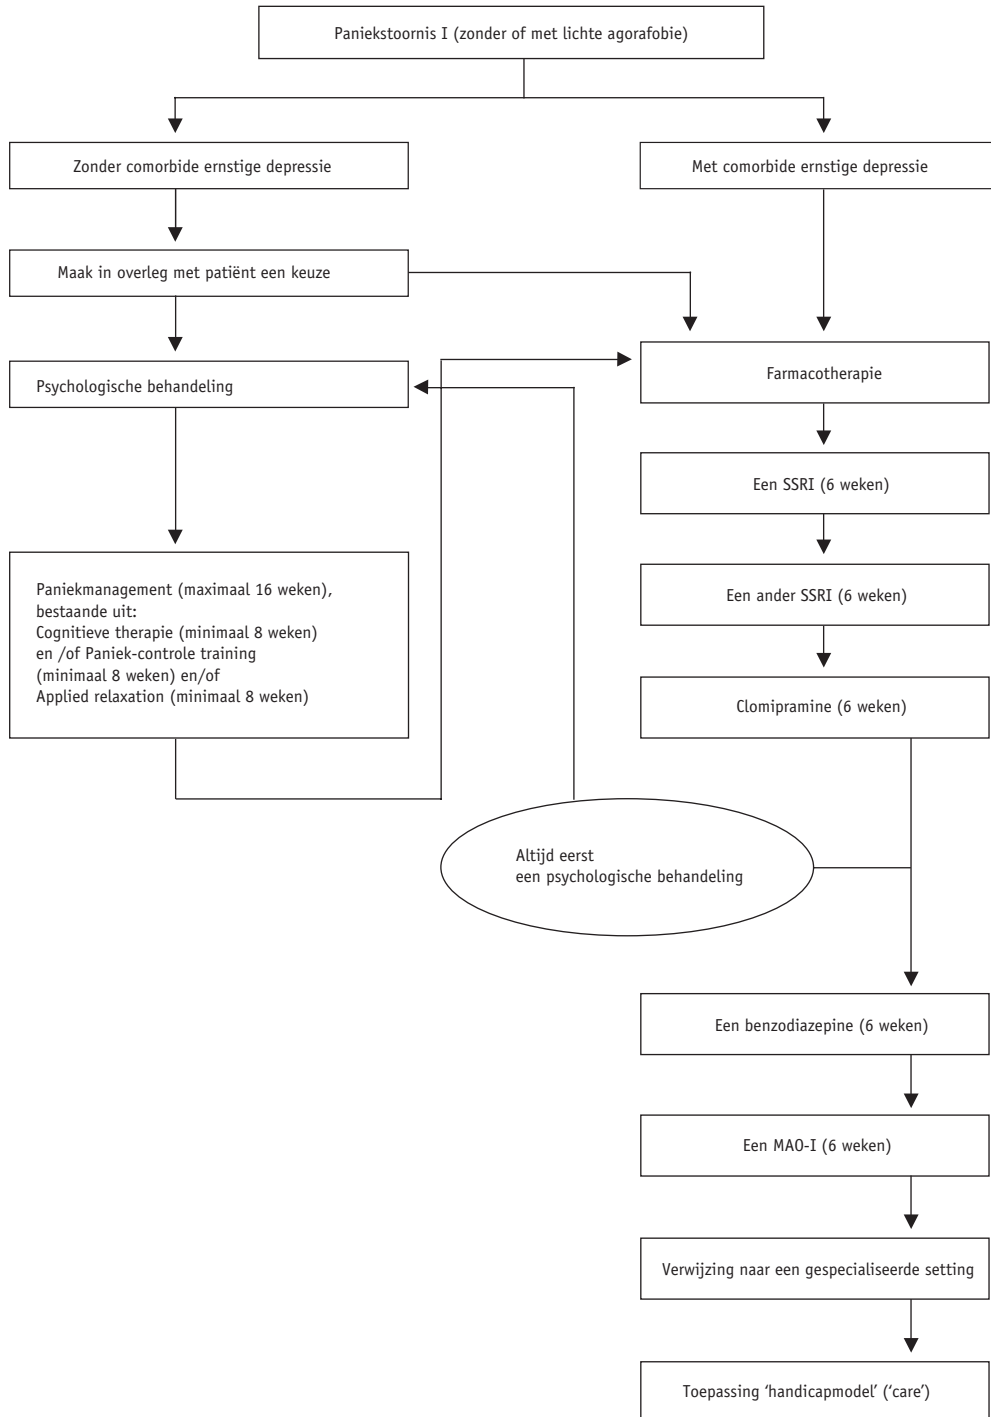 Paniekstoornis I (zonder of met lichte agorafobie)
Zonder comorbide ernstige depressie
Met comorbide ernstige depressie
Maak in overleg met patiënt een keuze
Psychologische behandeling
Farmacotherapie
Een SSRI (6 weken)
Paniekmanagement (maximaal 16 weken),
bestaande uit:
Cognitieve therapie (minimaal 8 weken)
en /of Paniek-controle training
(minimaal 8 weken) en/of
Applied relaxation (minimaal 8 weken)
Een ander SSRI (6 weken)
Clomipramine (6 weken)
Altijd eerst
een psychologische behandeling
Een benzodiazepine (6 weken)
Een MAO-I (6 weken)
Verwijzing naar een gespecialiseerde setting
Toepassing ‘handicapmodel’ (‘care’)